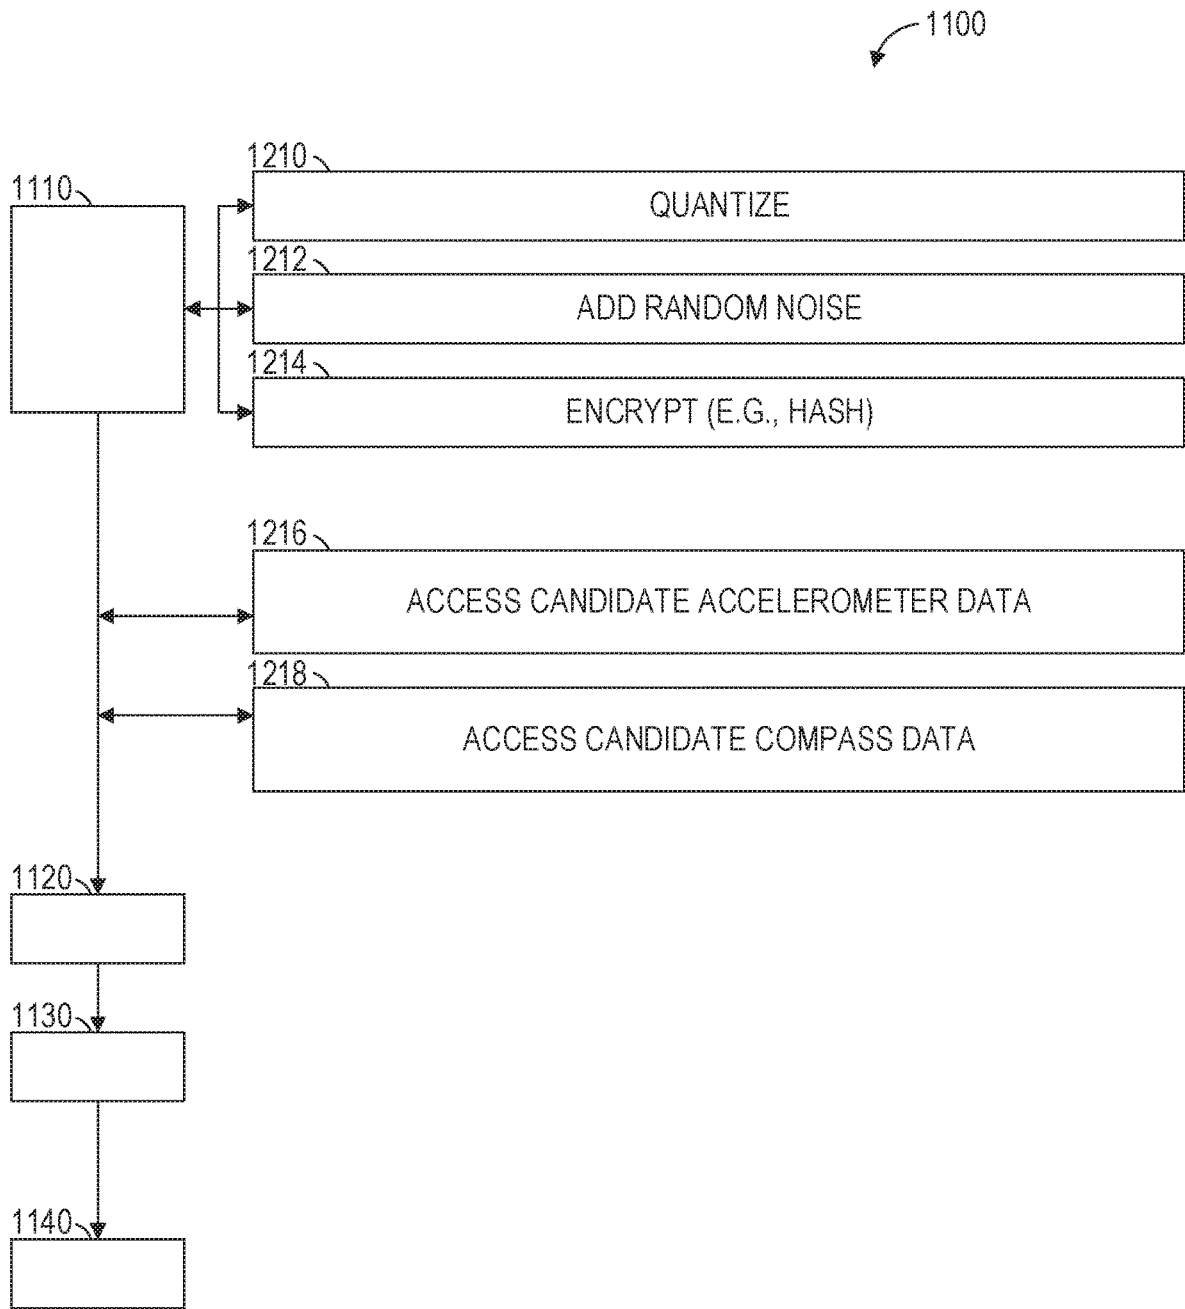 1100
1210
1110
QUANTIZE
1212
ADD RANDOM NOISE
1214
ENCRYPT (E.G., HASH)
1216
ACCESS CANDIDATE ACCELEROMETER DATA
1218
ACCESS CANDIDATE COMPASS DATA
1120
1130
1140